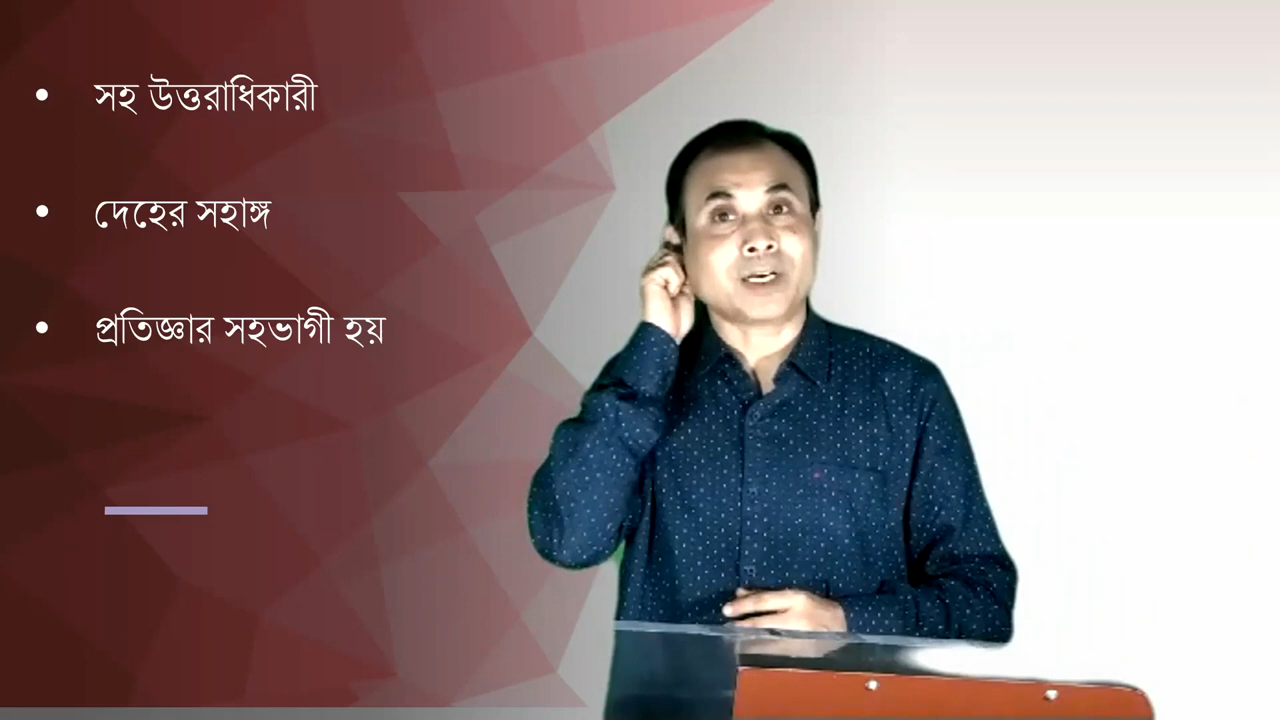 সহ উত্তরাধিকারী
দেহের সহাঙ্গ
প্রতিজ্ঞার সহভাগী হয়